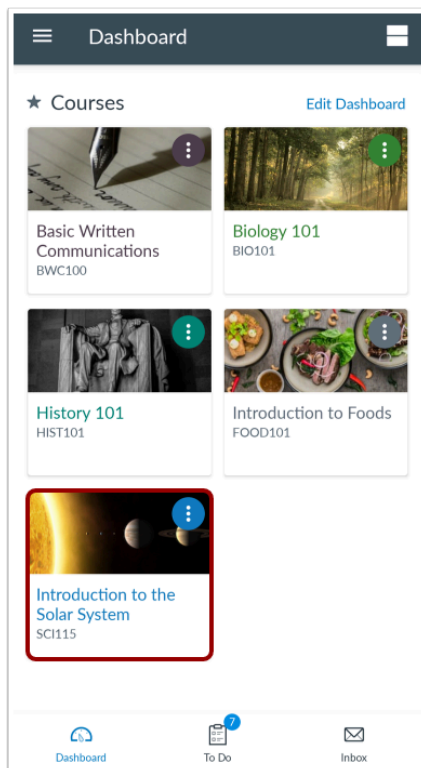 Dashboard
Courses
Edit Dashboard
Basic Written
Communications
BWC100
Biology 101
BIO101
History 101
HIST101
Introduction to Foods
FOOD101
Introduction to the
Solar System
SCI115
7
Dashboard
To Do
Inbox